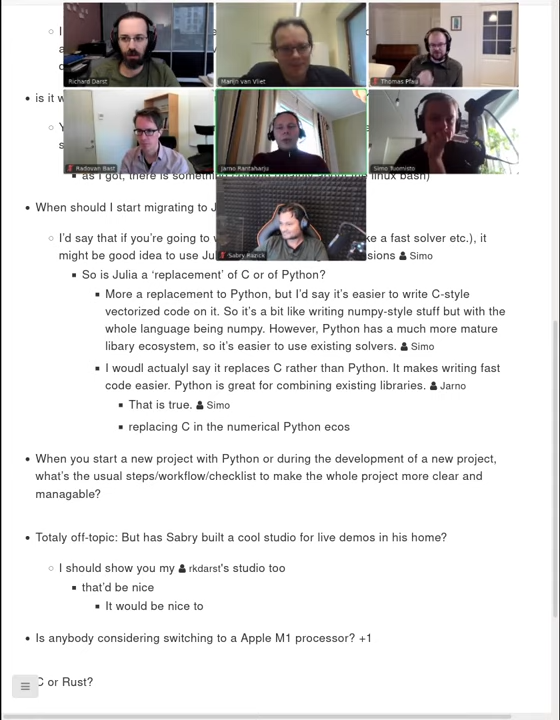 Richard Darst
Marijn van Vliet
Thomas Pfau
is it w
Radovan Bast
Jarno Rantaharju
Simo Tuomisto
as I got, there is
linux bash)
When should I start migrating to J
I'd say that if you're going to w
ke a fast solver etc.), it
might be good idea to use Ju
sions Simo
Sabry Razick
So is Julia a 'replacement' of C or of Python?
More a replacement to Python, but I'd say it's easier to write C-style
vectorized code on it. So it's a bit like writing numpy-style stuff but with the
whole language being numpy. However, Python has a much more mature
libary ecosystem, so it's easier to use existing solvers. Simo
I woudl actualyl say it replaces C rather than Python. It makes writing fast
code easier. Python is great for combining existing libraries. Jarno
That is true. Simo
replacing C in the numerical Python ecos
When you start a new project with Python or during the development of a new project,
what's the usual steps/workflow/checklist to make the whole project more clear and
managable?
Totaly off-topic: But has Sabry built a cool studio for live demos in his home?
I should show you my rkdarst's studio too
that'd be nice
It would be nice to
Is anybody considering switching to a Apple M1 processor? +1
C or Rust?